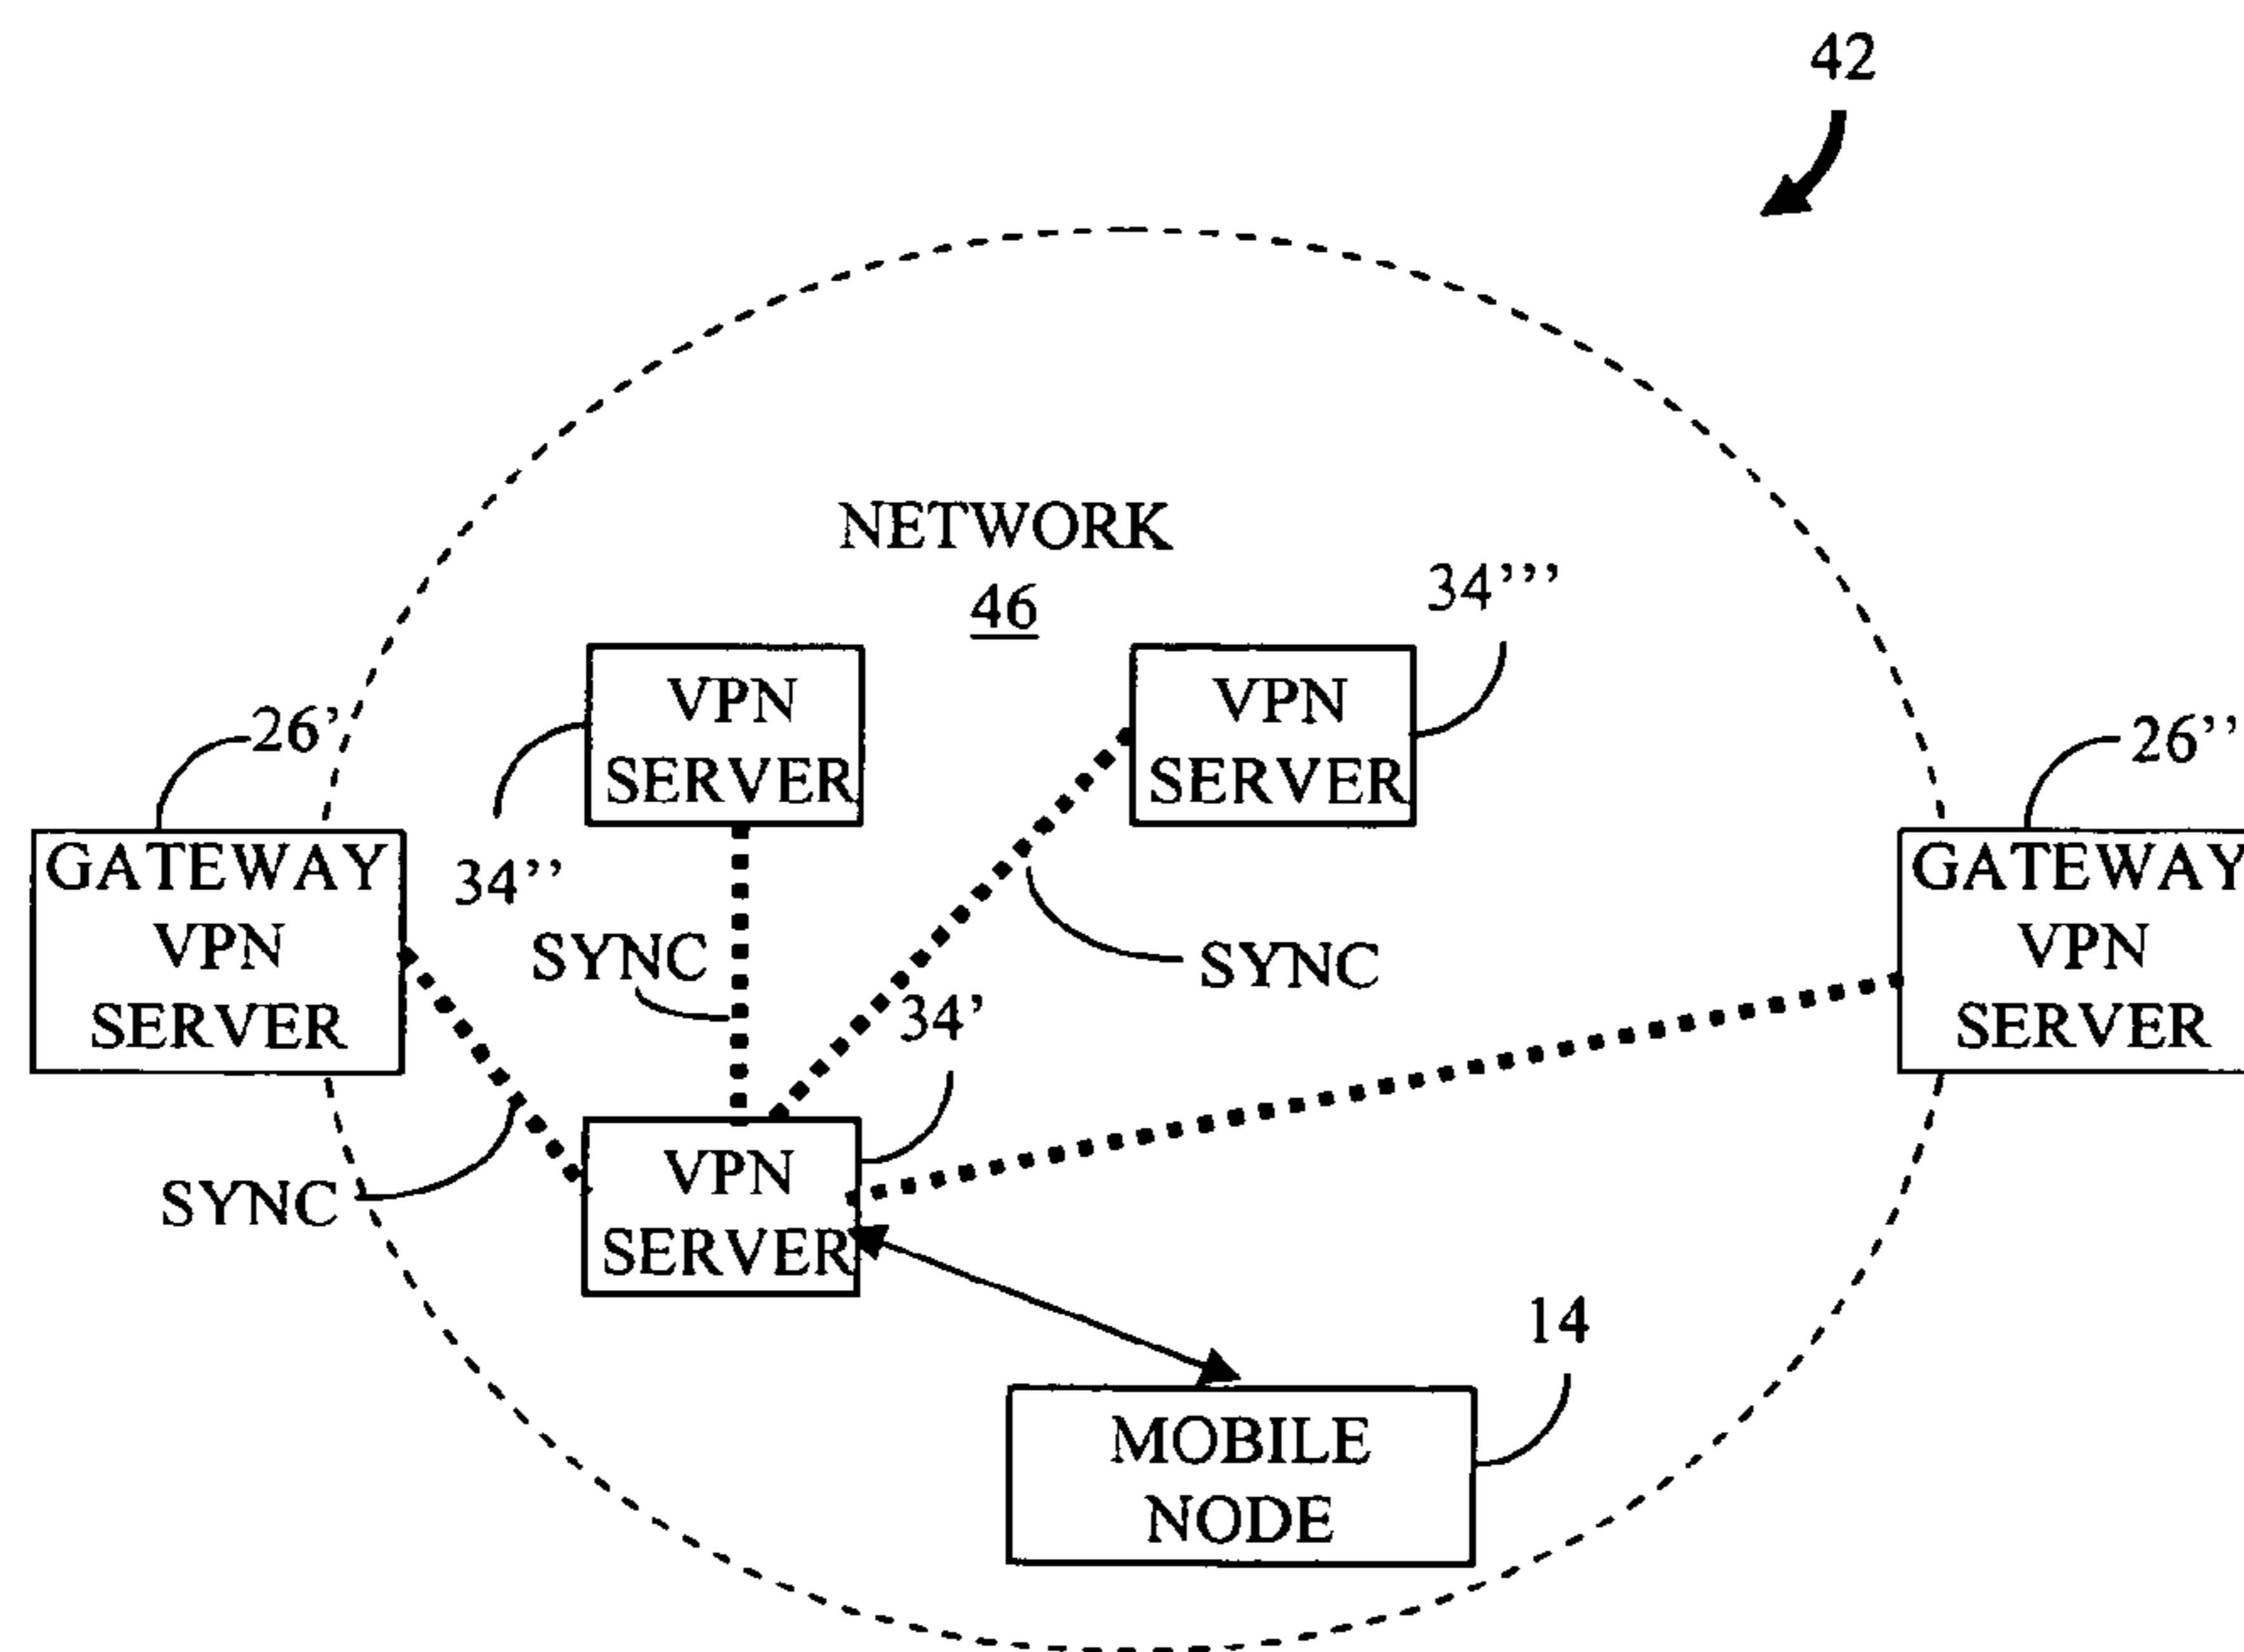 42
NETWORK
46
34’’’
VPN
SERVER
VPN
SERVER
26'
26’’
34’’
GATEWAY
VPN
SERVER
SYNC
SYNC
34'
GATEWAY
VPN
SERVER
SYNC
VPN
SERVER
14
MOBILE
NODE